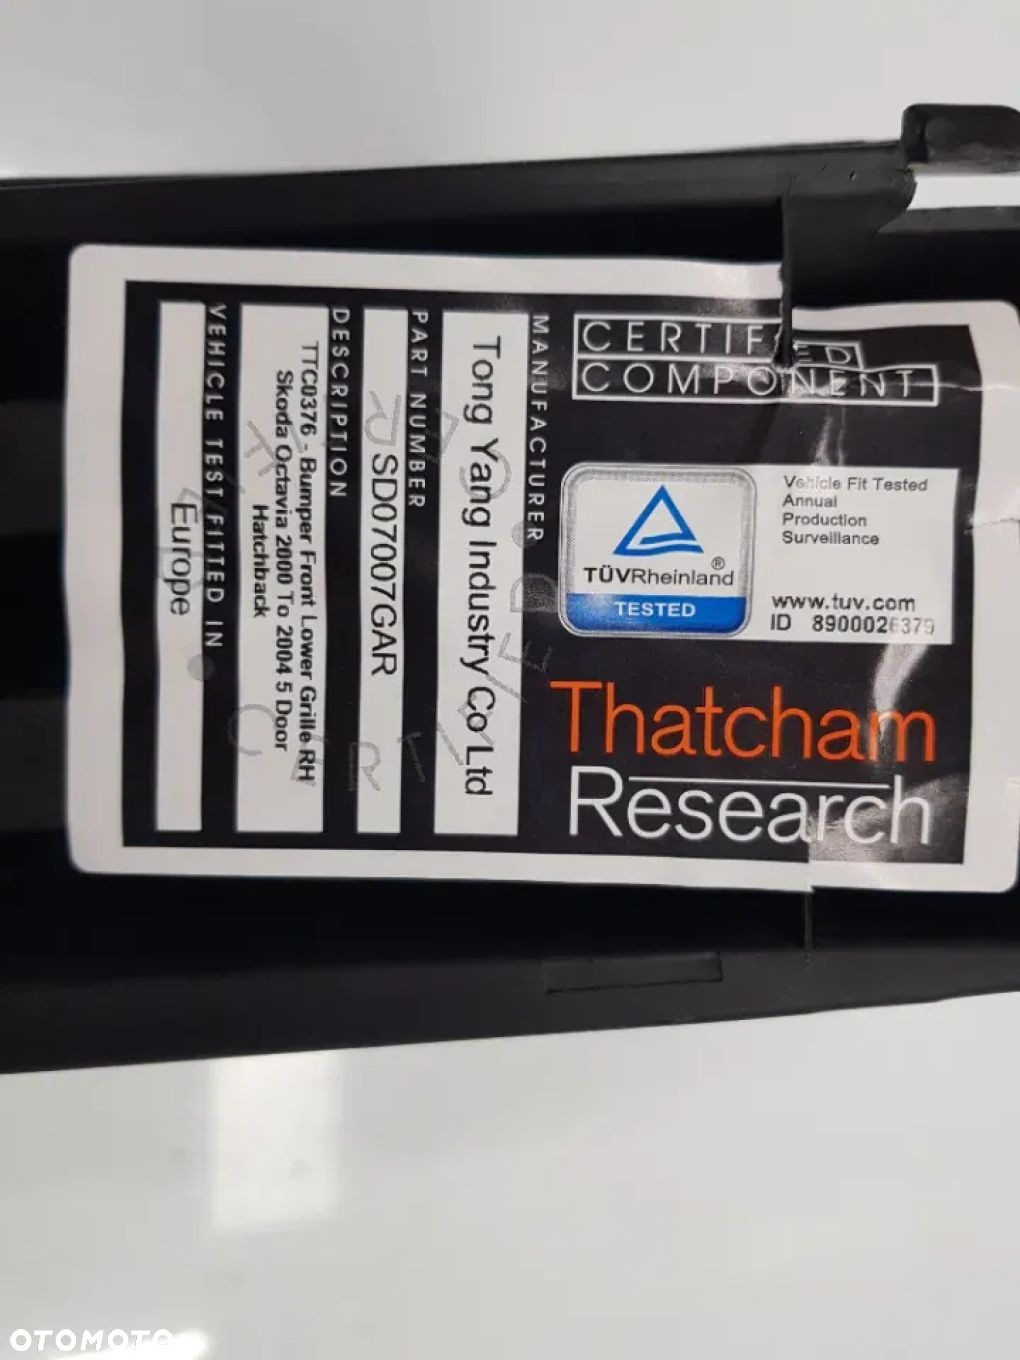 CERTIFIED
COMPONENT
TÜVRheinland®
TESTED
Vehicle Fit Tested
Annual
Production
Surveillance
www.tuv.com
ID 8900026379
Thatcham
Research
MANUFACTURER
Tong Yang Industry Co Ltd
PART NUMBER
SD07007GAR
DESCRIPTION
TTC0376 - Bumper Front Lower Grille RH
Skoda Octavia 2000 To 2004 5 Door
Hatchback
VEHICLE TEST FITTED IN
Europe
OTOMOTO